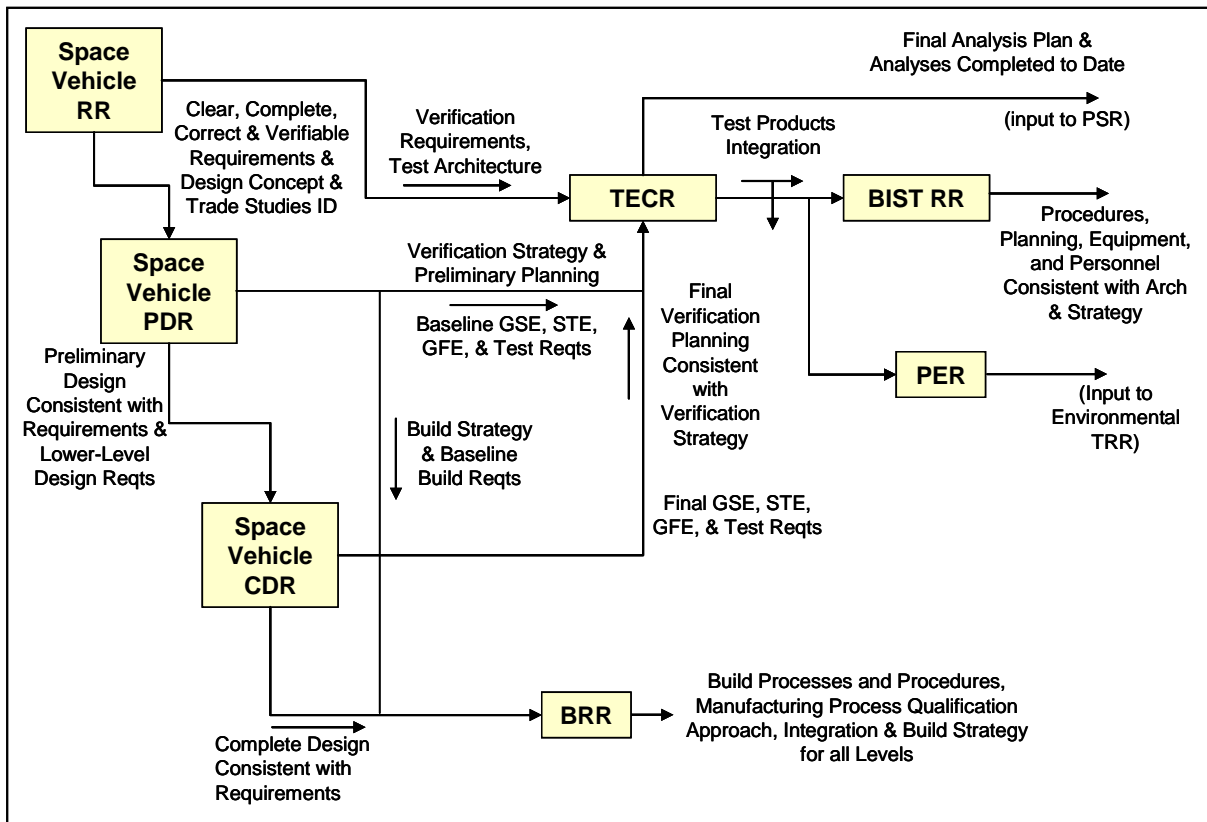 Space
Vehicle
RR
Clear, Complete,
Correct & Verifiable
Requirements &
Design Concept &
Trade Studies ID
Verification
Requirements,
Test Architecture
Final Analysis Plan &
Analyses Completed to Date
(input to PSR)
Test Products
Integration
TECR
BIST RR
Procedures,
Planning, Equipment,
and Personnel
Consistent with Arch
& Strategy
Space
Vehicle
PDR
Verification Strategy &
Preliminary Planning
Baseline GSE, STE,
GFE, & Test Reqts
Final
Verification
Planning
Consistent
with
Verification
Strategy
PER
(Input to
Environmental
TRR)
Preliminary
Design
Consistent with
Requirements &
Lower-Level
Design Reqts
Build Strategy
& Baseline
Build Reqts
Space
Vehicle
CDR
Final GSE, STE,
GFE, & Test Reqts
Complete Design
Consistent with
Requirements
BRR
Build Processes and Procedures,
Manufacturing Process Qualification
Approach, Integration & Build Strategy
for all Levels